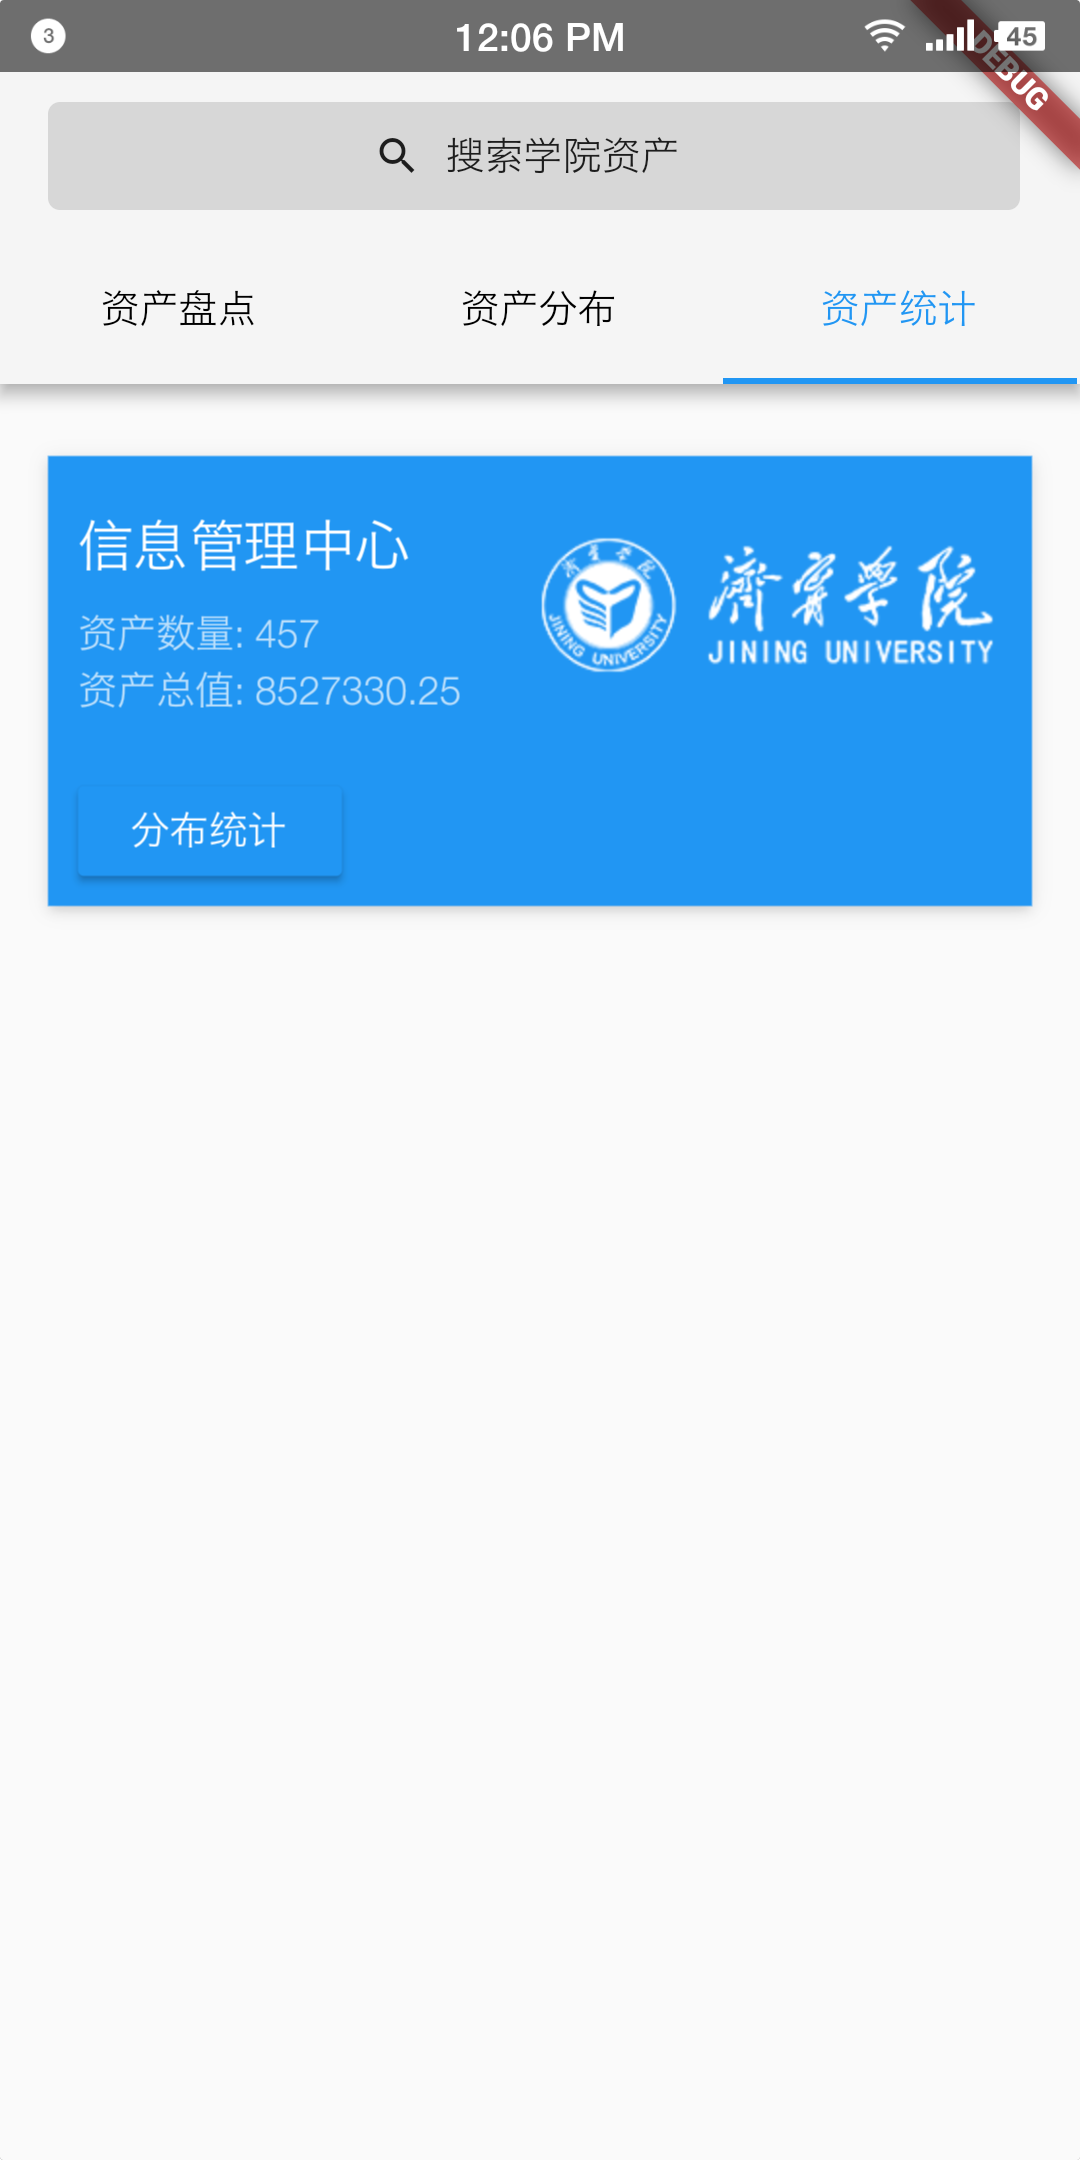 3
12:06 PM
45
DEBUG
搜索学院资产
资产盘点
资产分布
资产统计
信息管理中心
资产数量: 457
资产总值: 8527330.25
濟寧學院
JINING UNIVERSITY
濟寧學院
JINING UNIVERSITY
分布统计